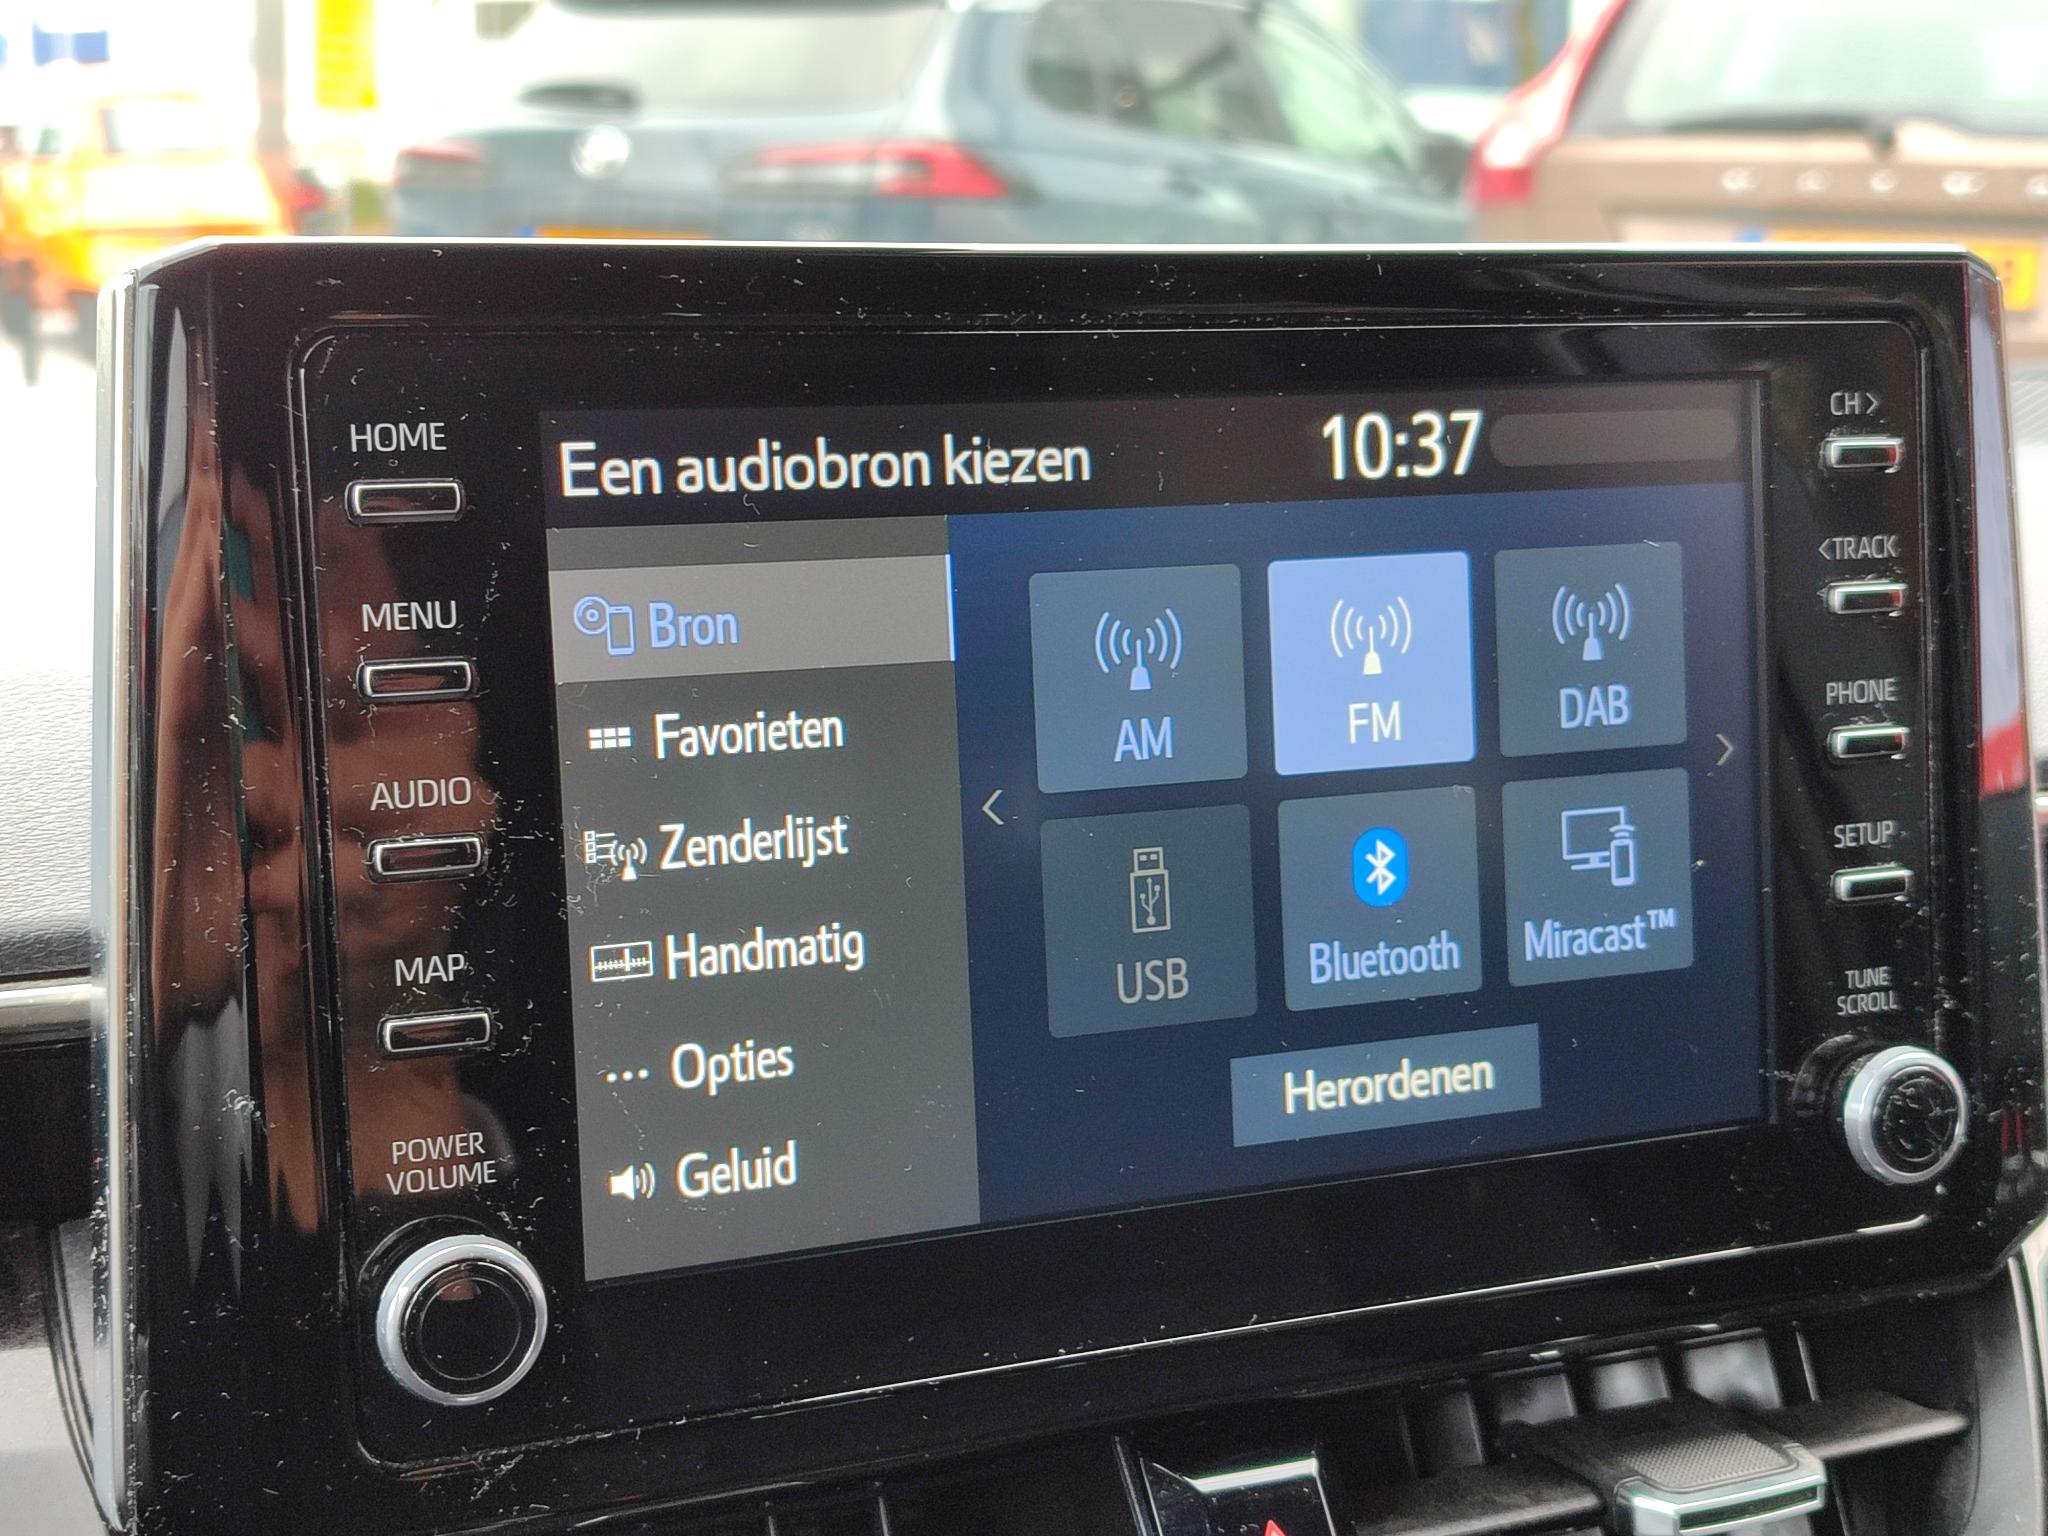 HOME
MENU
AUDIO
MAP
POWER
VOLUME
Een audiobron kiezen
10:37
Bron
Favorieten
Zenderlijst
Handmatig
Opties
Geluid
AM
FM
DAB
USB
Bluetooth
Miracast™
Herordenen
CH>
<TRACK
PHONE
SETUP
TUNE
SCROLL